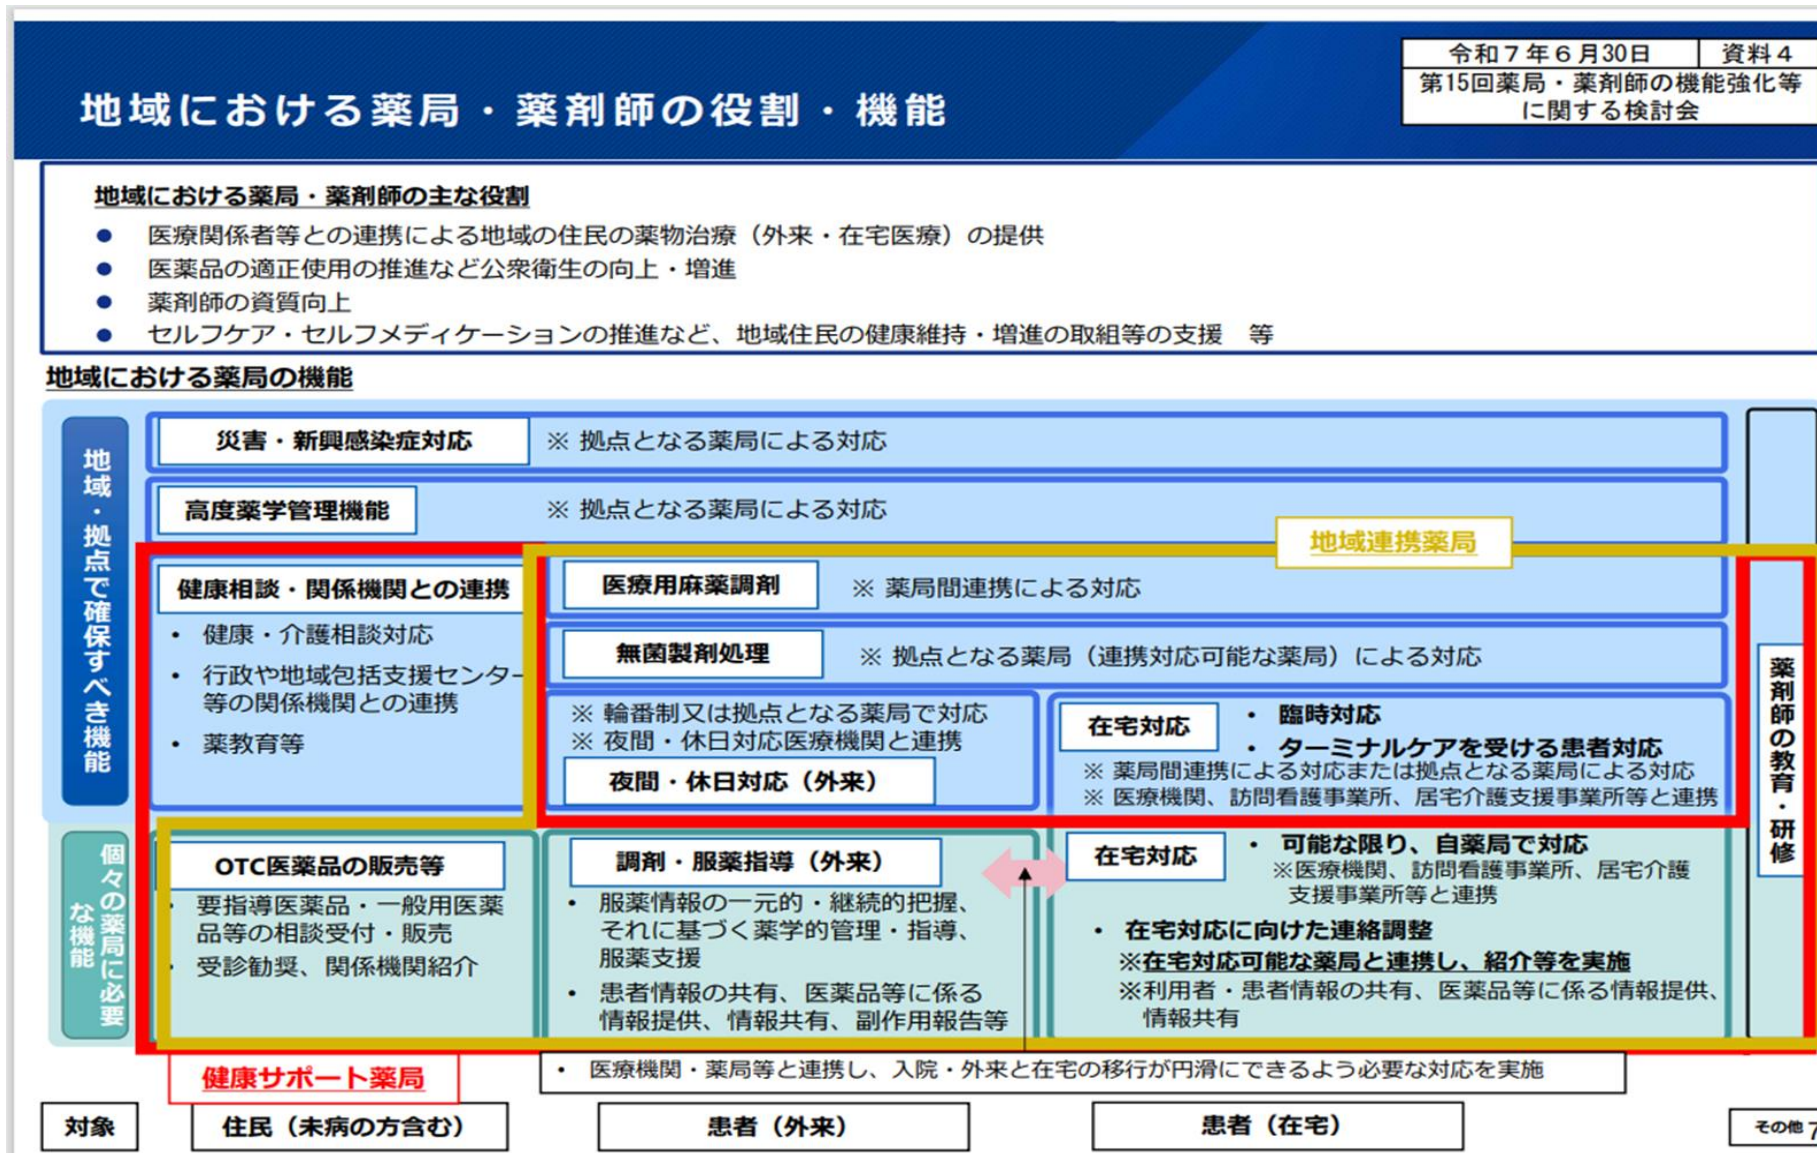 令和7年6月30日
資料4
第15回薬局・薬剤師の機能強化等
に関する検討会
地域における薬局・薬剤師の役割・機能
地域における薬局・薬剤師の主な役割
● 医療関係者等との連携による地域の住民の薬物治療（外来・在宅医療）の提供
● 医薬品の適正使用の推進など公衆衛生の向上・増進
● 薬剤師の資質向上
● セルフケア・セルフメディケーションの推進など、地域住民の健康維持・増進の取組等の支援　等
地域における薬局の機能
地域・拠点で確保すべき機能
災害・新興感染症対応
※ 拠点となる薬局による対応
高度薬学管理機能
※ 拠点となる薬局による対応
地域連携薬局
健康相談・関係機関との連携
・ 健康・介護相談対応
・ 行政や地域包括支援センター
等の関係機関との連携
・ 薬教育等
医療用麻薬調剤
※ 薬局間連携による対応
無菌製剤処理
※ 拠点となる薬局（連携対応可能な薬局）による対応
※ 輪番制又は拠点となる薬局で対応
※ 夜間・休日対応医療機関と連携
夜間・休日対応（外来）
在宅対応
・ 臨時対応
・ ターミナルケアを受ける患者対応
※ 薬局間連携による対応または拠点となる薬局による対応
※ 医療機関、訪問看護事業所、居宅介護支援事業所等と連携
薬剤師の教育・研修
個々の薬局に必要
な機能
OTC医薬品の販売等
・ 要指導医薬品・一般用医薬
品等の相談受付・販売
・ 受診勧奨、関係機関紹介
調剤・服薬指導（外来）
・ 服薬情報の一元的・継続的把握、
それに基づく薬学的管理・指導、
服薬支援
・ 患者情報の共有、医薬品等に係る
情報提供、情報共有、副作用報告等
在宅対応
・ 可能な限り、自薬局で対応
※医療機関、訪問看護事業所、居宅介護
支援事業所等と連携
・ 在宅対応に向けた連絡調整
※在宅対応可能な薬局と連携し、紹介等を実施
※利用者・患者情報の共有、医薬品等に係る情報提供、
情報共有
健康サポート薬局
・ 医療機関・薬局等と連携し、入院・外来と在宅の移行が円滑にできるよう必要な対応を実施
対象
住民（未病の方含む）
患者（外来）
患者（在宅）
その他
7